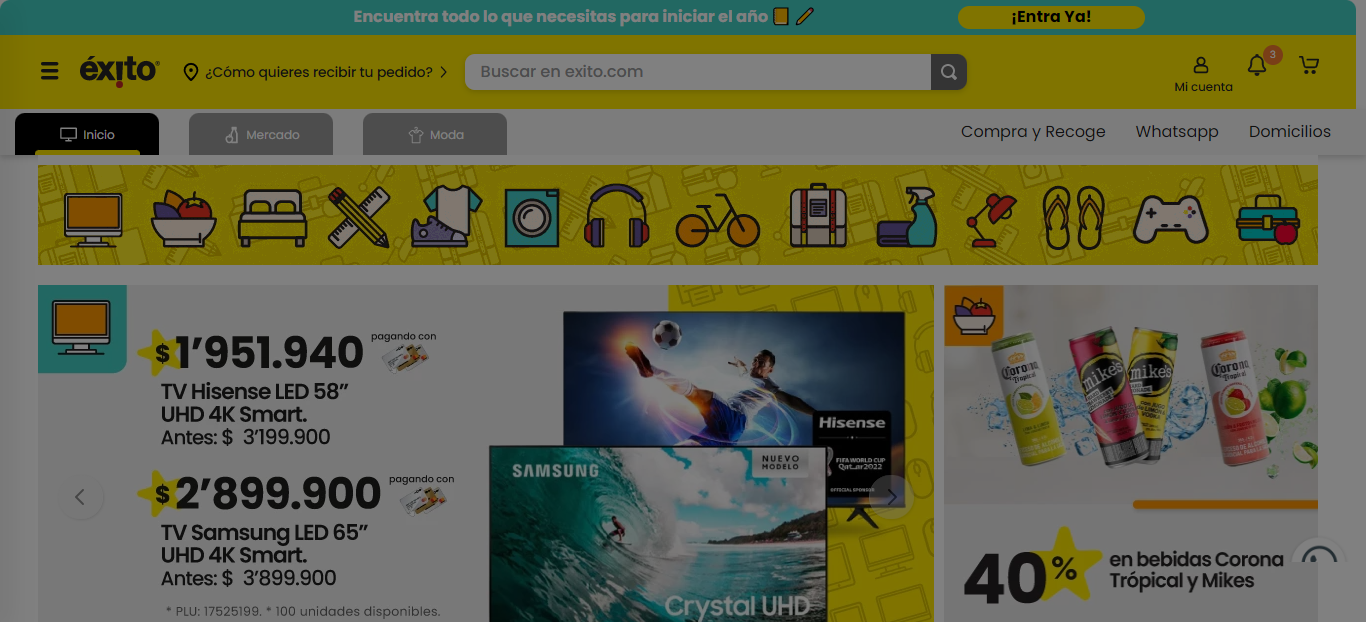 Encuentra todo lo que necesitas para iniciar el año
¡Entra Ya!
éxito
¿Cómo quieres recibir tu pedido?
Buscar en exito.com
Mi cuenta
3
Inicio
Mercado
Moda
Compra y Recoge
Whatsapp
Domicilios
$ 1’951.940
pagando con
TV Hisense LED 58”
UHD 4K Smart.
Antes: $ 3’199.900
$ 2’899.900
pagando con
TV Samsung LED 65”
UHD 4K Smart.
Antes: $ 3’899.900
* PLU: 17525199. * 100 unidades disponibles.
Hisense
FIFA WORLD CUP
Qatar2022
OFFICIAL SPONSOR
SAMSUNG
NUEVO
MODELO
Crystal UHD
Corona
Tropical
mike's
HARD
mike's
Corona
Tropical
40%
en bebidas Corona
Trópical y Mikes